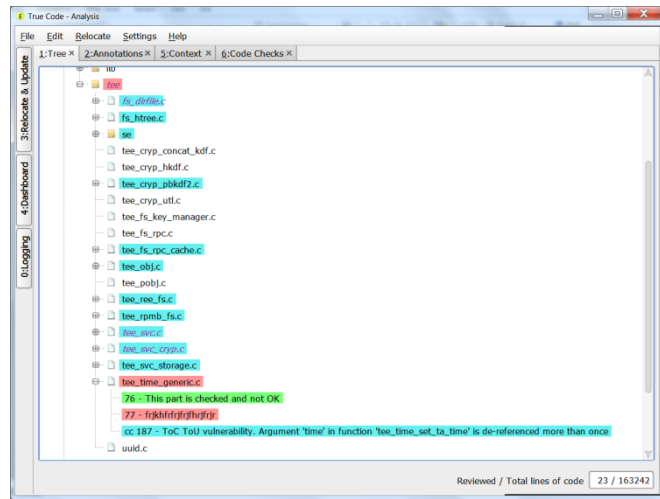 True Code - Analysis
File Edit Relocate Settings Help
1:Tree × 2:Annotations × 5:Context × 6:Code Checks ×
3:Relocate & Update
4:Dashboard
0:Logging
lib
tee
fs_dirfile.c
fs_htree.c
se
tee_cryp_concat_kdf.c
tee_cryp_hkdf.c
tee_cryp_pbkdf2.c
tee_cryp_utl.c
tee_fs_key_manager.c
tee_fs_rpc.c
tee_fs_rpc_cache.c
tee_obj.c
tee_pobj.c
tee_ree_fs.c
tee_rpmb_fs.c
tee_svc.c
tee_svc_cryp.c
tee_svc_storage.c
tee_time_generic.c
76 - This part is checked and not OK
cc 187 - ToC ToU vulnerability. Argument 'time' in function 'tee_time_set_ta_time' is de-referenced more than once
uuid.c
Reviewed / Total lines of code 23 / 163242